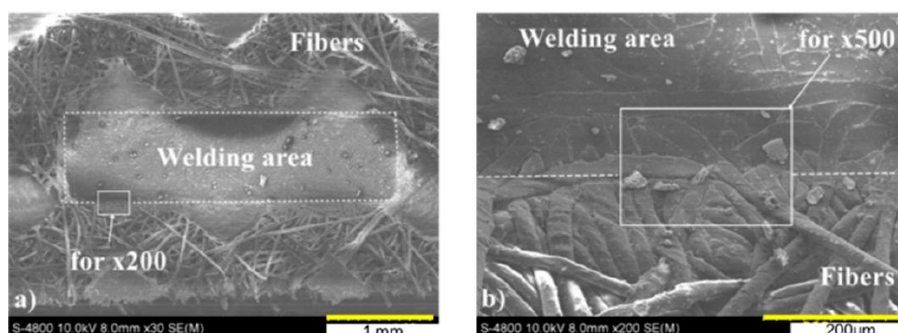 Fibers
Welding area
for x200
a)
S-4800 10.0kV 8.0mm x30 SE(M)
1 mm
Welding area
for x500
Fibers
b)
S-4800 10.0kV 8.0mm x200 SE(M)
200µm